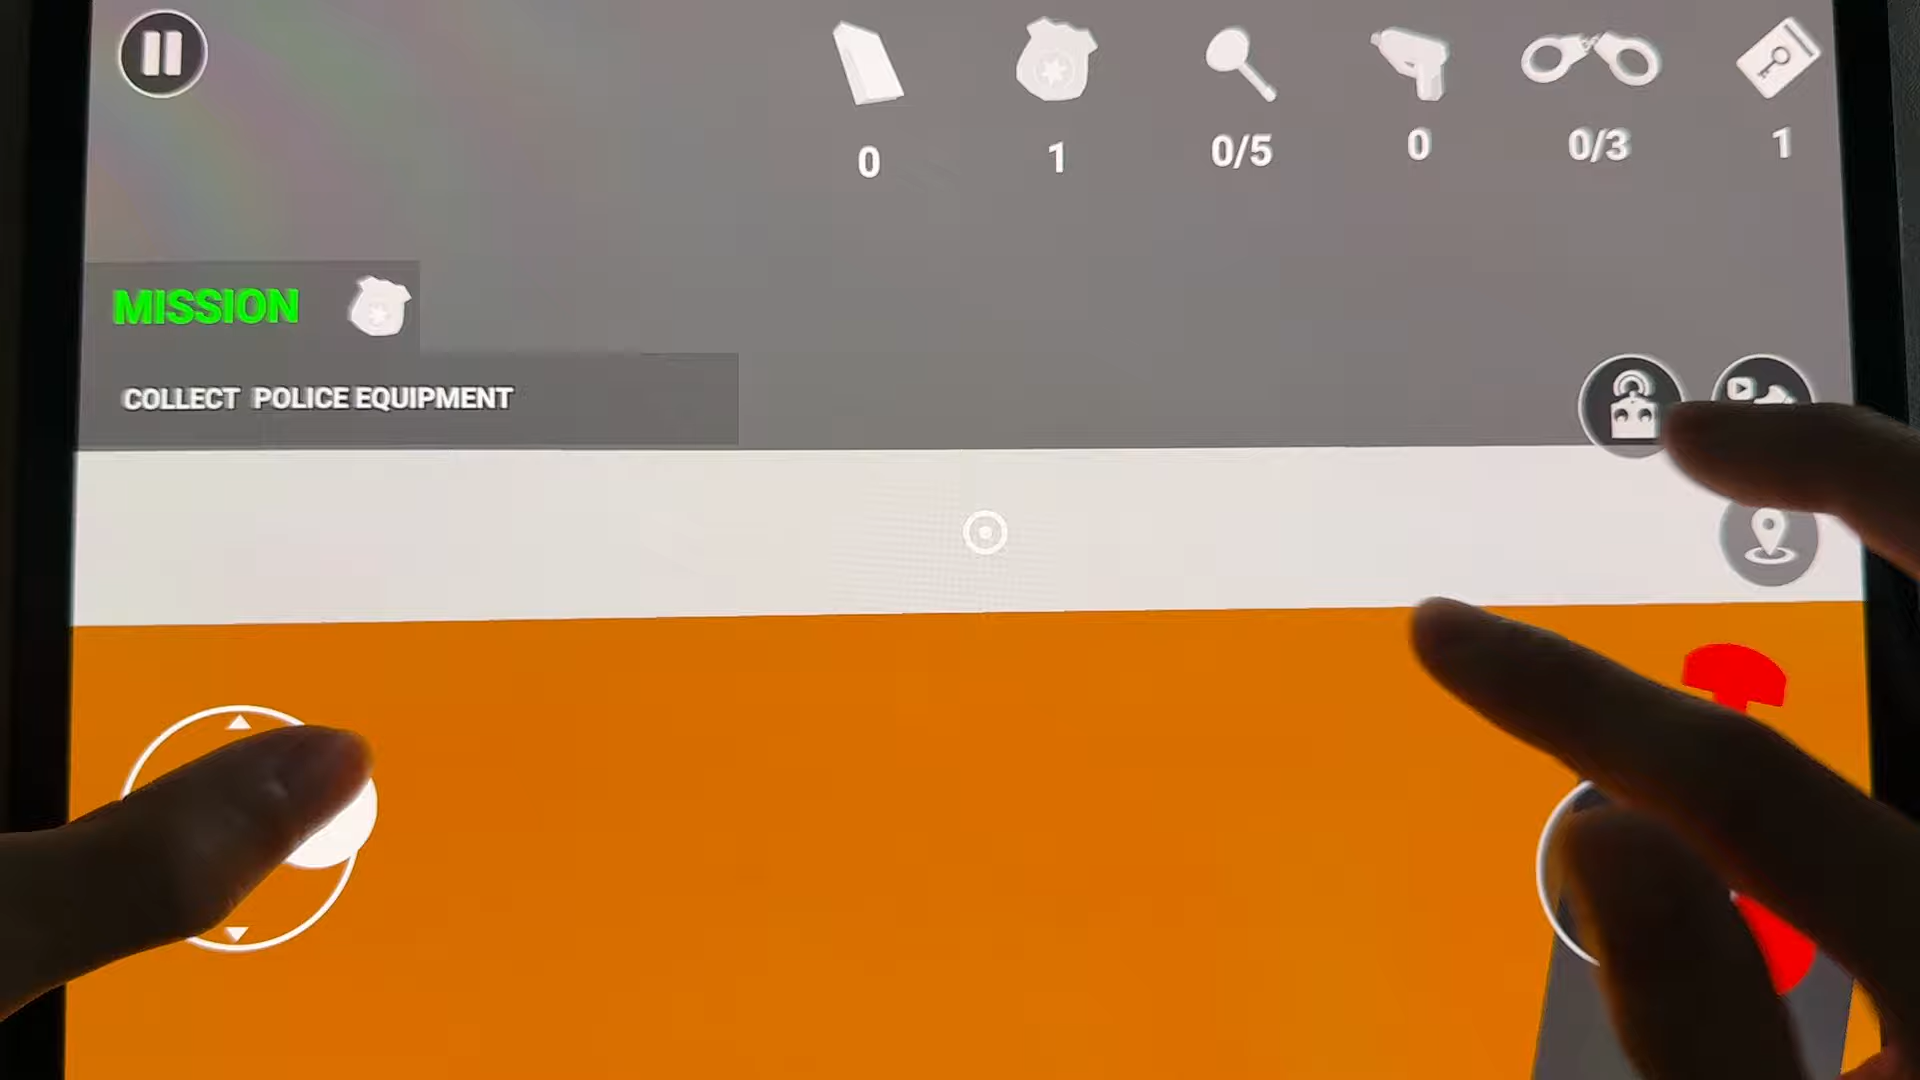 0 1 0/5 0 0/3 1
MISSION
COLLECT POLICE EQUIPMENT